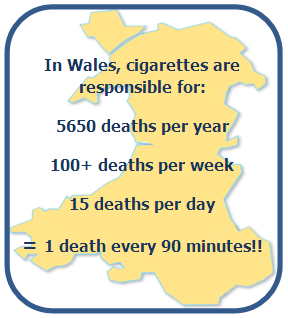 In Wales, cigarettes are
responsible for:
5650 deaths per year
100+ deaths per week
15 deaths per day
= 1 death every 90 minutes!!